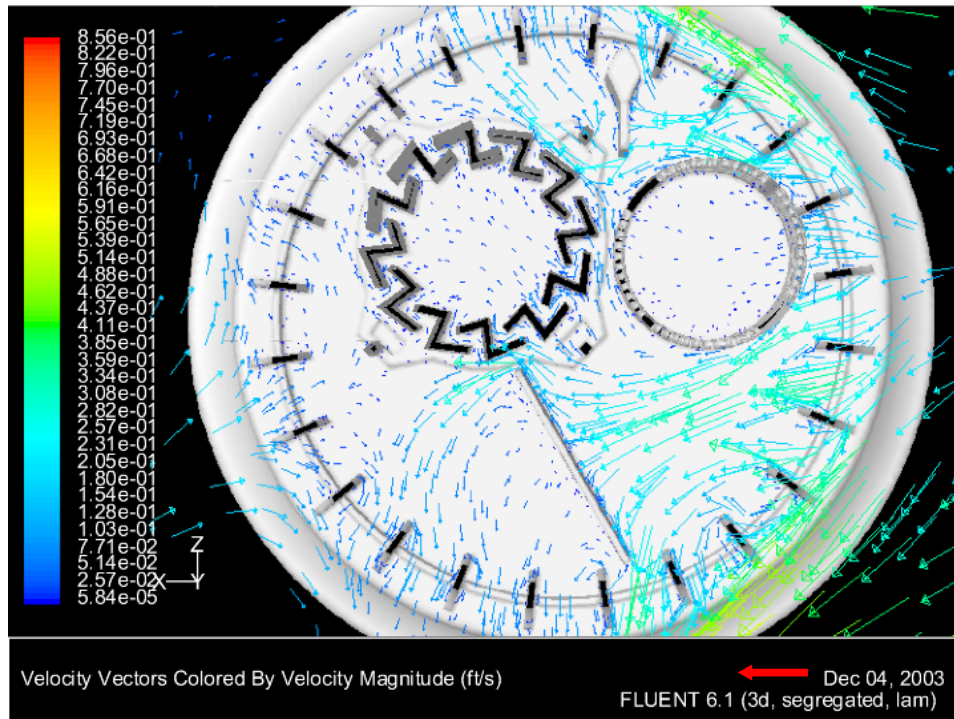 8.56e-01
8.22e-01
7.96e-01
7.70e-01
7.45e-01
7.19e-01
6.93e-01
6.68e-01
6.42e-01
6.16e-01
5.91e-01
5.65e-01
5.39e-01
5.14e-01
4.88e-01
4.62e-01
4.37e-01
4.11e-01
3.85e-01
3.59e-01
3.34e-01
3.08e-01
2.82e-01
2.57e-01
2.31e-01
2.05e-01
1.80e-01
1.54e-01
1.28e-01
1.03e-01
7.71e-02
5.14e-02
2.57e-02
5.84e-05
Z
X
Y
Velocity Vectors Colored By Velocity Magnitude (ft/s)
Dec 04, 2003
FLUENT 6.1 (3d, segregated, lam)